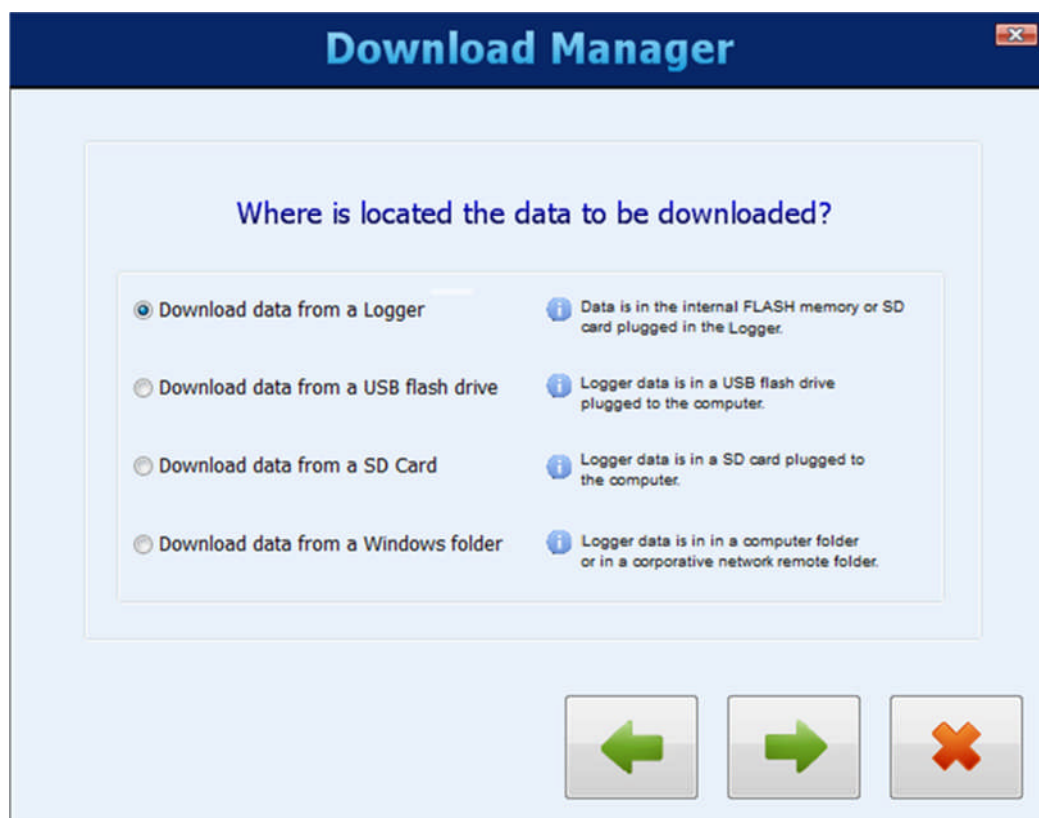 Download Manager
Where is located the data to be downloaded?
Download data from a Logger
Data is in the internal FLASH memory or SD
card plugged in the Logger.
Download data from a USB flash drive
Logger data is in a USB flash drive
plugged to the computer.
Download data from a SD Card
Logger data is in a SD card plugged to
the computer.
Download data from a Windows folder
Logger data is in in a computer folder
or in a corporative network remote folder.